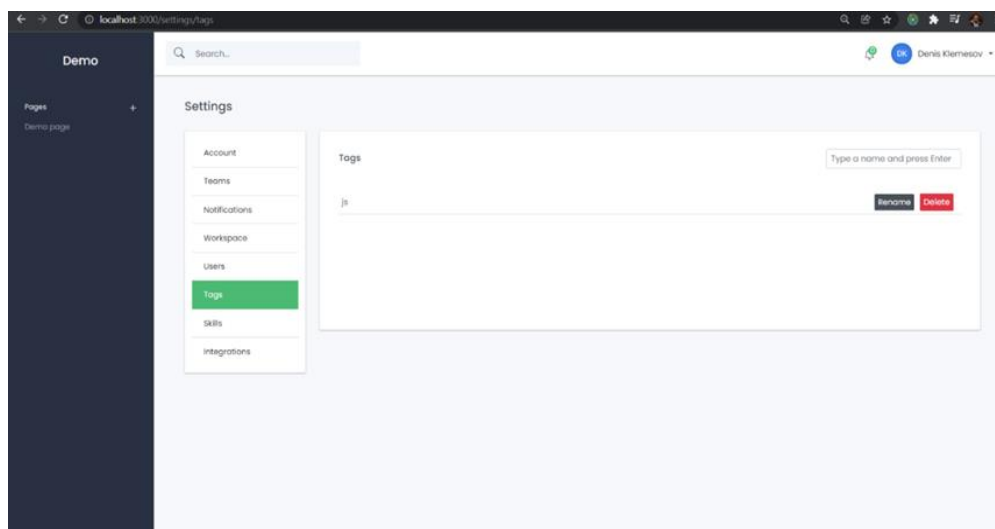 localhost:3000/settings/tags
Demo
Search..
DK Denis Klemesov
Pages +
Demo page
Settings
Account
Teams
Notifications
Workspace
Users
Tags
Skills
Integrations
Tags
Type a name and press Enter
js
Rename Delete